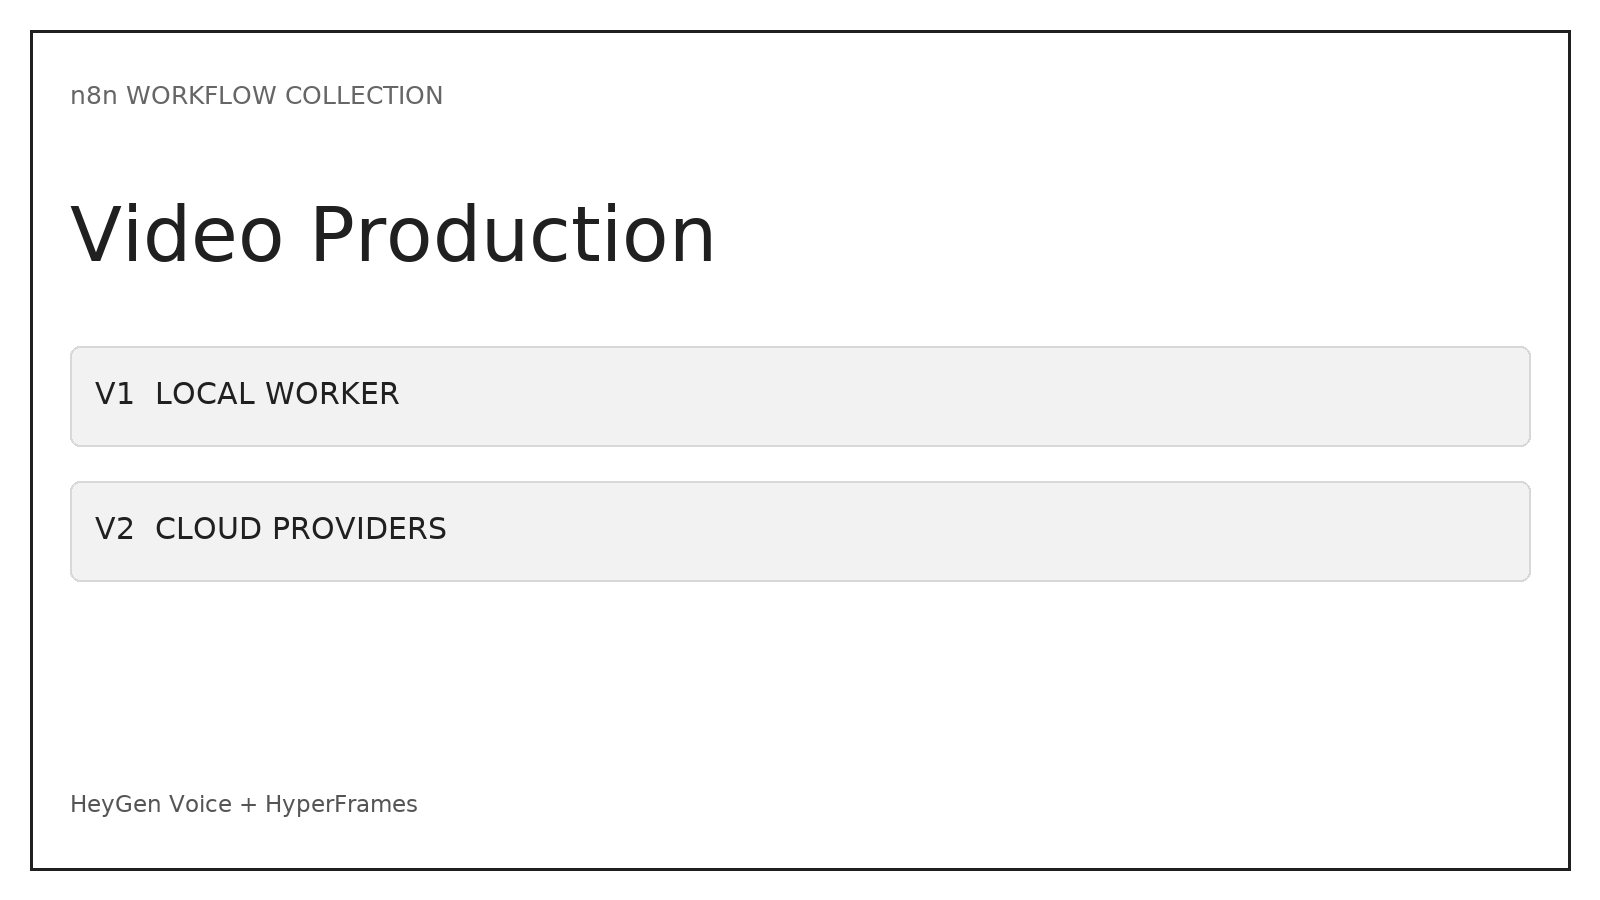 n8n WORKFLOW COLLECTION
Video Production
V1 LOCAL WORKER
V2 CLOUD PROVIDERS
HeyGen Voice + HyperFrames